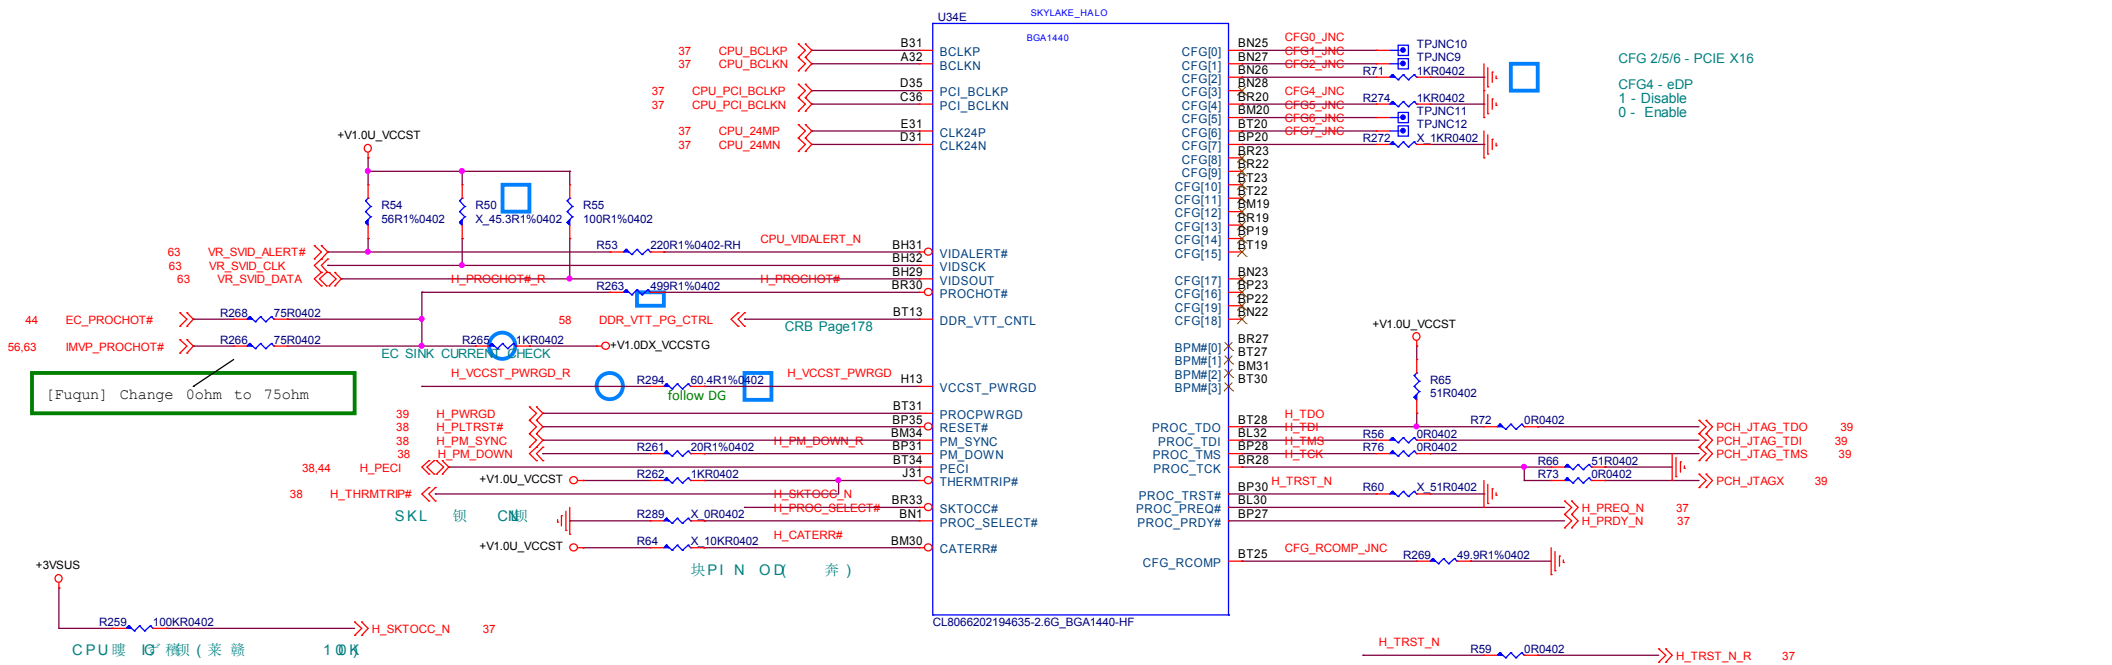 U34E
SKYLAKE_HALO
BGA1440
37 CPU_BCLKP B31 BCLKP
37 CPU_BCLKN A32 BCLKN
37 CPU_PCI_BCLKP D35 PCI_BCLKP
37 CPU_PCI_BCLKN C36 PCI_BCLKN
37 CPU_24MP E31 CLK24P
37 CPU_24MN D31 CLK24N
+V1.0U_VCCST
R54 56R1%0402
R50 X_45.3R1%0402
R55 100R1%0402
63 VR_SVID_ALERT# R53 220R1%0402-RH CPU_VIDALERT_N BH31 VIDALERT#
63 VR_SVID_CLK BH32 VIDSCK
63 VR_SVID_DATA H_PROCHOT#_R H_PROCHOT# BH29 VIDSOUT
R263 499R1%0402 BR30 PROCHOT#
44 EC_PROCHOT# R268 75R0402
58 DDR_VTT_PG_CTRL BT13 DDR_VTT_CNTL
CRB Page178
56,63 IMVP_PROCHOT# R266 75R0402 R265 1KR0402 +V1.0DX_VCCSTG
EC SINK CURRENT CHECK
[Fuqun] Change 0ohm to 75ohm
H_VCCST_PWRGD_R R294 60.4R1%0402 H_VCCST_PWRGD H13 VCCST_PWRGD
follow DG
39 H_PWRGD BT31 PROCPWRGD
38 H_PLTRST# BP35 RESET#
38 H_PM_SYNC BM34 PM_SYNC
38 H_PM_DOWN R261 20R1%0402 H_PM_DOWN_R BP31 PM_DOWN
38,44 H_PECI BT34 PECI
+V1.0U_VCCST R262 1KR0402 J31 THERMTRIP#
38 H_THRMTRIP#
H_SKTOCC_N BR33 SKTOCC#
SKL 钡
R289 X_0R0402 H_PROC_SELECT# BN1 PROC_SELECT#
+V1.0U_VCCST R64 X_10KR0402 H_CATERR# BM30 CATERR#
块PI N OD( 奔 )
+3VSUS
R259 100KR0402 H_SKTOCC_N 37
CPU
CL8066202194635-2.6G_BGA1440-HF
CFG[0] BN25 CFG0_JNC TPJNC10
CFG[1] BN27 CFG1_JNC TPJNC9
CFG[2] BN26 CFG2_JNC R71 1KR0402
CFG[3] BN28
CFG[4] BR20 CFG4_JNC R274 1KR0402
CFG[5] BM20 CFG5_JNC TPJNC11
CFG[6] BT20 CFG6_JNC TPJNC12
CFG[7] BP20 CFG7_JNC R272 X_1KR0402
CFG[8] BR23
CFG[9] BR22
CFG[10] BT23
CFG[11] BT22
CFG[12] BM19
CFG[13] BR19
CFG[14] BP19
CFG[15] BT19
CFG[17] BN23
CFG[16] BP23
CFG[19] BP22
CFG[18] BN22
BPM#[0] BR27
BPM#[1] BT27
BPM#[2] BM31
BPM#[3] BT30
CFG 2/5/6 - PCIE X16
CFG4 - eDP
1 - Disable
0 - Enable
+V1.0U_VCCST
R65 51R0402
PROC_TDO BT28 H_TDO R72 0R0402 PCH_JTAG_TDO 39
PROC_TDI BL32 H_TDI R56 0R0402 PCH_JTAG_TDI 39
PROC_TMS BP28 H_TMS R76 0R0402 PCH_JTAG_TMS 39
PROC_TCK BR28 H_TCK R66 51R0402
R73 0R0402 PCH_JTAGX 39
PROC_TRST# BP30 H_TRST_N R60 X_51R0402
PROC_PREQ# BL30 H_PREQ_N 37
PROC_PRDY# BP27 H_PRDY_N 37
CFG_RCOMP BT25 CFG_RCOMP_JNC R269 49.9R1%0402
H_TRST_N R59 0R0402 H_TRST_N_R 37